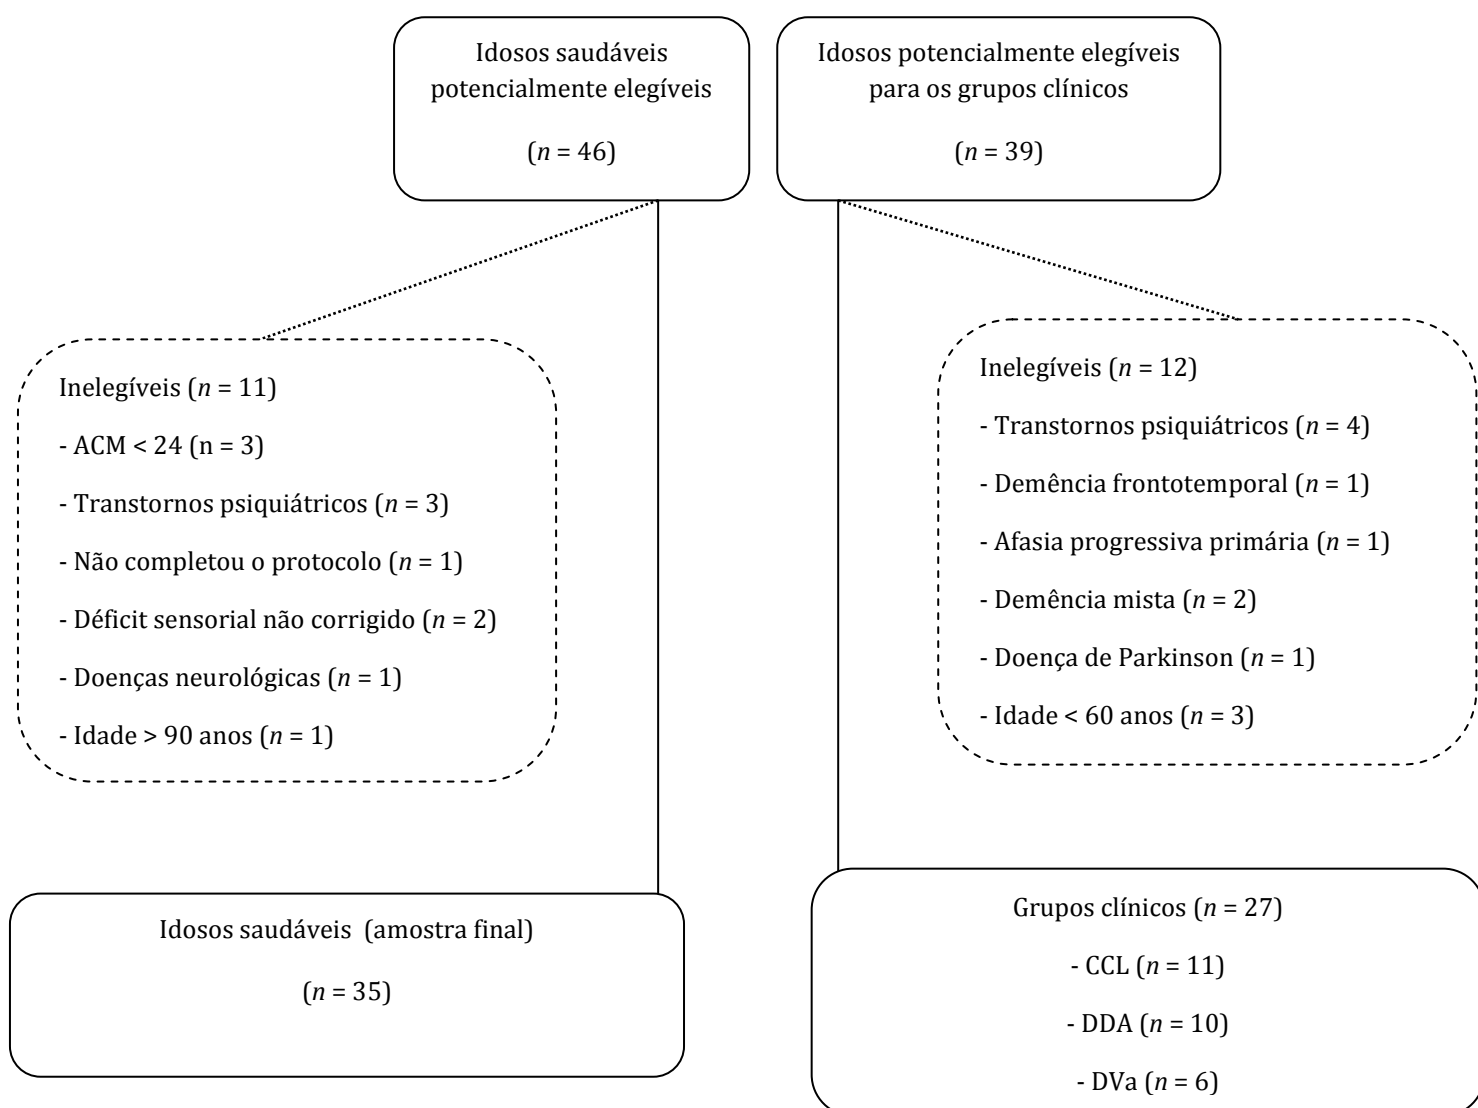 Idosos saudáveis
potencialmente elegíveis
(n = 46)
Idosos potencialmente elegíveis
para os grupos clínicos
(n = 39)
Inelegíveis (n = 11)
- ACM < 24 (n = 3)
- Transtornos psiquiátricos (n = 3)
- Não completou o protocolo (n = 1)
- Déficit sensorial não corrigido (n = 2)
- Doenças neurológicas (n = 1)
- Idade > 90 anos (n = 1)
Inelegíveis (n = 12)
- Transtornos psiquiátricos (n = 4)
- Demência frontotemporal (n = 1)
- Afasia progressiva primária (n = 1)
- Demência mista (n = 2)
- Doença de Parkinson (n = 1)
- Idade < 60 anos (n = 3)
Idosos saudáveis (amostra final)
(n = 35)
Grupos clínicos (n = 27)
- CCL (n = 11)
- DDA (n = 10)
- DVa (n = 6)